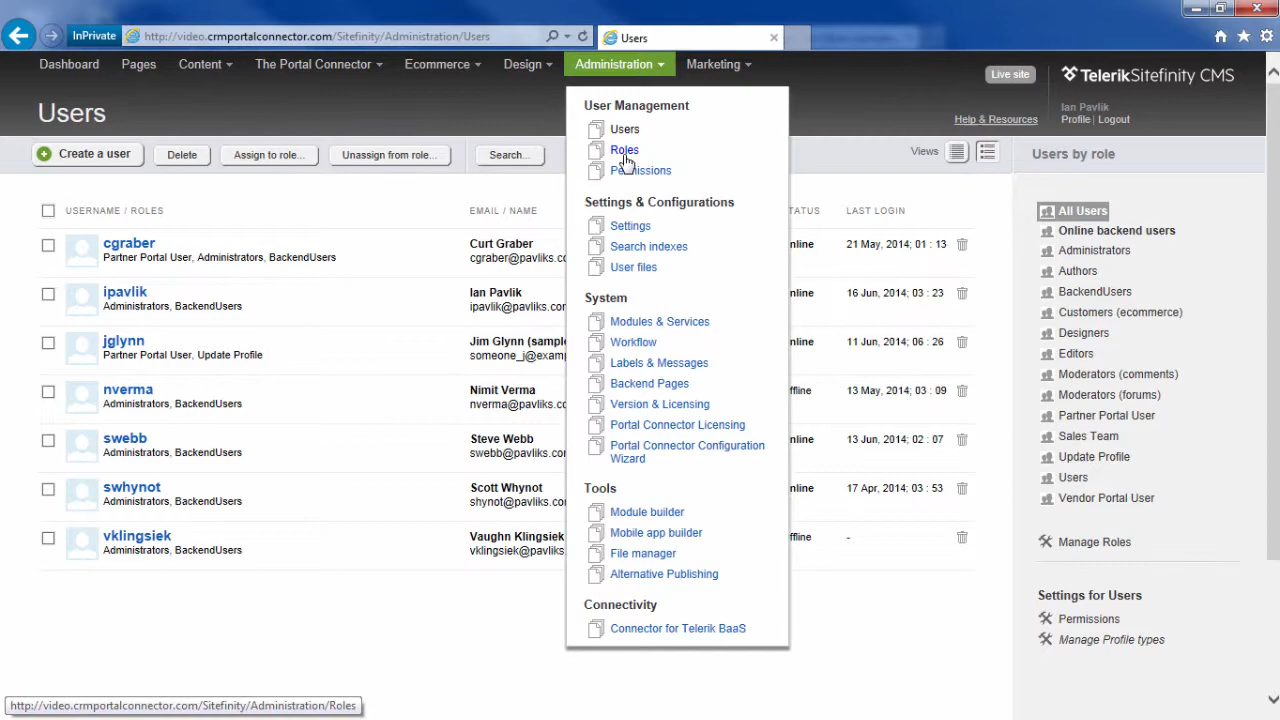 InPrivate
http://video.crmportalconnector.com/Sitefinity/Administration/Users
Users
Dashboard Pages Content The Portal Connector Ecommerce Design Administration Marketing
Live site
Telerik Sitefinity CMS
Ian Pavlik
Help & Resources
Profile | Logout
Users
Create a user
Delete
Assign to role...
Unassign from role...
Search...
Views
USERNAME / ROLES EMAIL / NAME TATUS LAST LOGIN
cgraber
Partner Portal User, Administrators, BackendUsers
Curt Graber
cgraber@pavliks.co
nline
21 May, 2014; 01 : 13
ipavlik
Administrators, BackendUsers
Ian Pavlik
ipavlik@pavliks.com
nline
16 Jun, 2014; 03 : 23
jglynn
Partner Portal User, Update Profile
Jim Glynn (sample
someone_j@examp
nline
11 Jun, 2014; 06 : 26
nverma
Administrators, BackendUsers
Nimit Verma
nverma@pavliks.co
ffline
13 May, 2014; 03 : 09
swebb
Administrators, BackendUsers
Steve Webb
swebb@pavliks.com
nline
13 Jun, 2014; 02 : 07
swhynot
Administrators, BackendUsers
Scott Whynot
shynot@pavliks.com
nline
17 Apr, 2014; 03 : 53
vklingsiek
Administrators, BackendUsers
Vaughn Klingsiek
vklingsiek@pavliks
ffline
-
User Management
Users
Roles
Permissions
Settings & Configurations
Settings
Search indexes
User files
System
Modules & Services
Workflow
Labels & Messages
Backend Pages
Version & Licensing
Portal Connector Licensing
Portal Connector Configuration
Wizard
Tools
Module builder
Mobile app builder
File manager
Alternative Publishing
Connectivity
Connector for Telerik BaaS
Users by role
All Users
Online backend users
Administrators
Authors
BackendUsers
Customers (ecommerce)
Designers
Editors
Moderators (comments)
Moderators (forums)
Partner Portal User
Sales Team
Update Profile
Users
Vendor Portal User
Manage Roles
Settings for Users
Permissions
Manage Profile types
http://video.crmportalconnector.com/Sitefinity/Administration/Roles